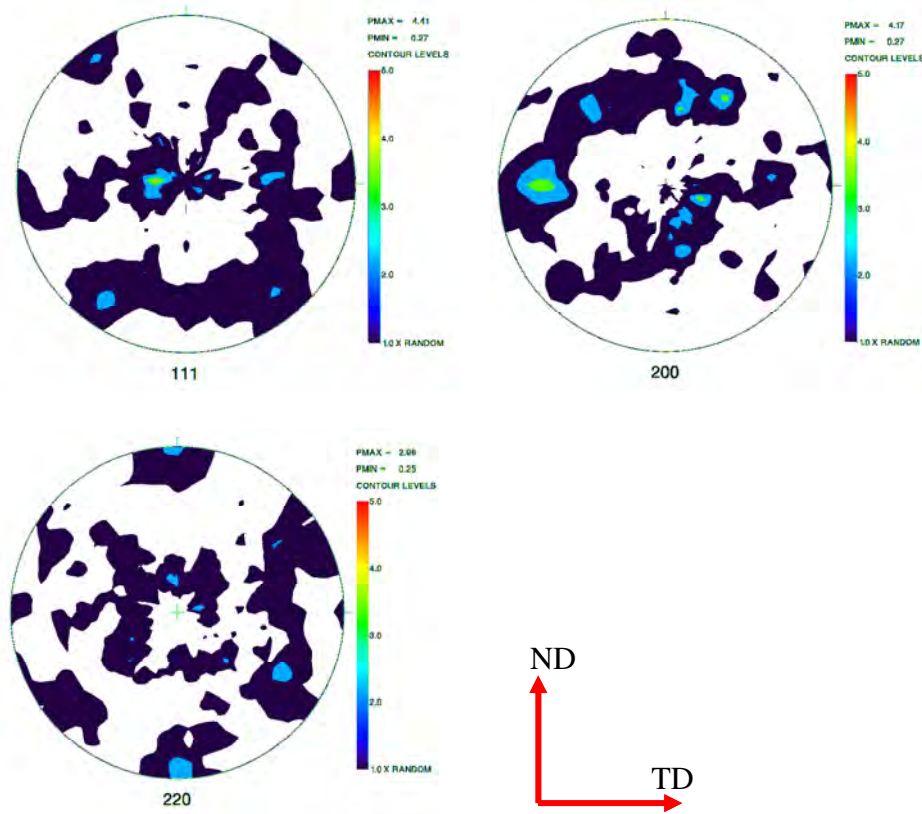 PMAX = 4.41
PMIN = 0.27
CONTOUR LEVELS
5.0
4.0
3.0
2.0
1.0 X RANDOM
111
PMAX = 4.17
PMIN = 0.27
CONTOUR LEVELS
5.0
4.0
3.0
2.0
1.0 X RANDOM
200
PMAX = 2.98
PMIN = 0.25
CONTOUR LEVELS
5.0
4.0
3.0
2.0
1.0 X RANDOM
220
ND
TD